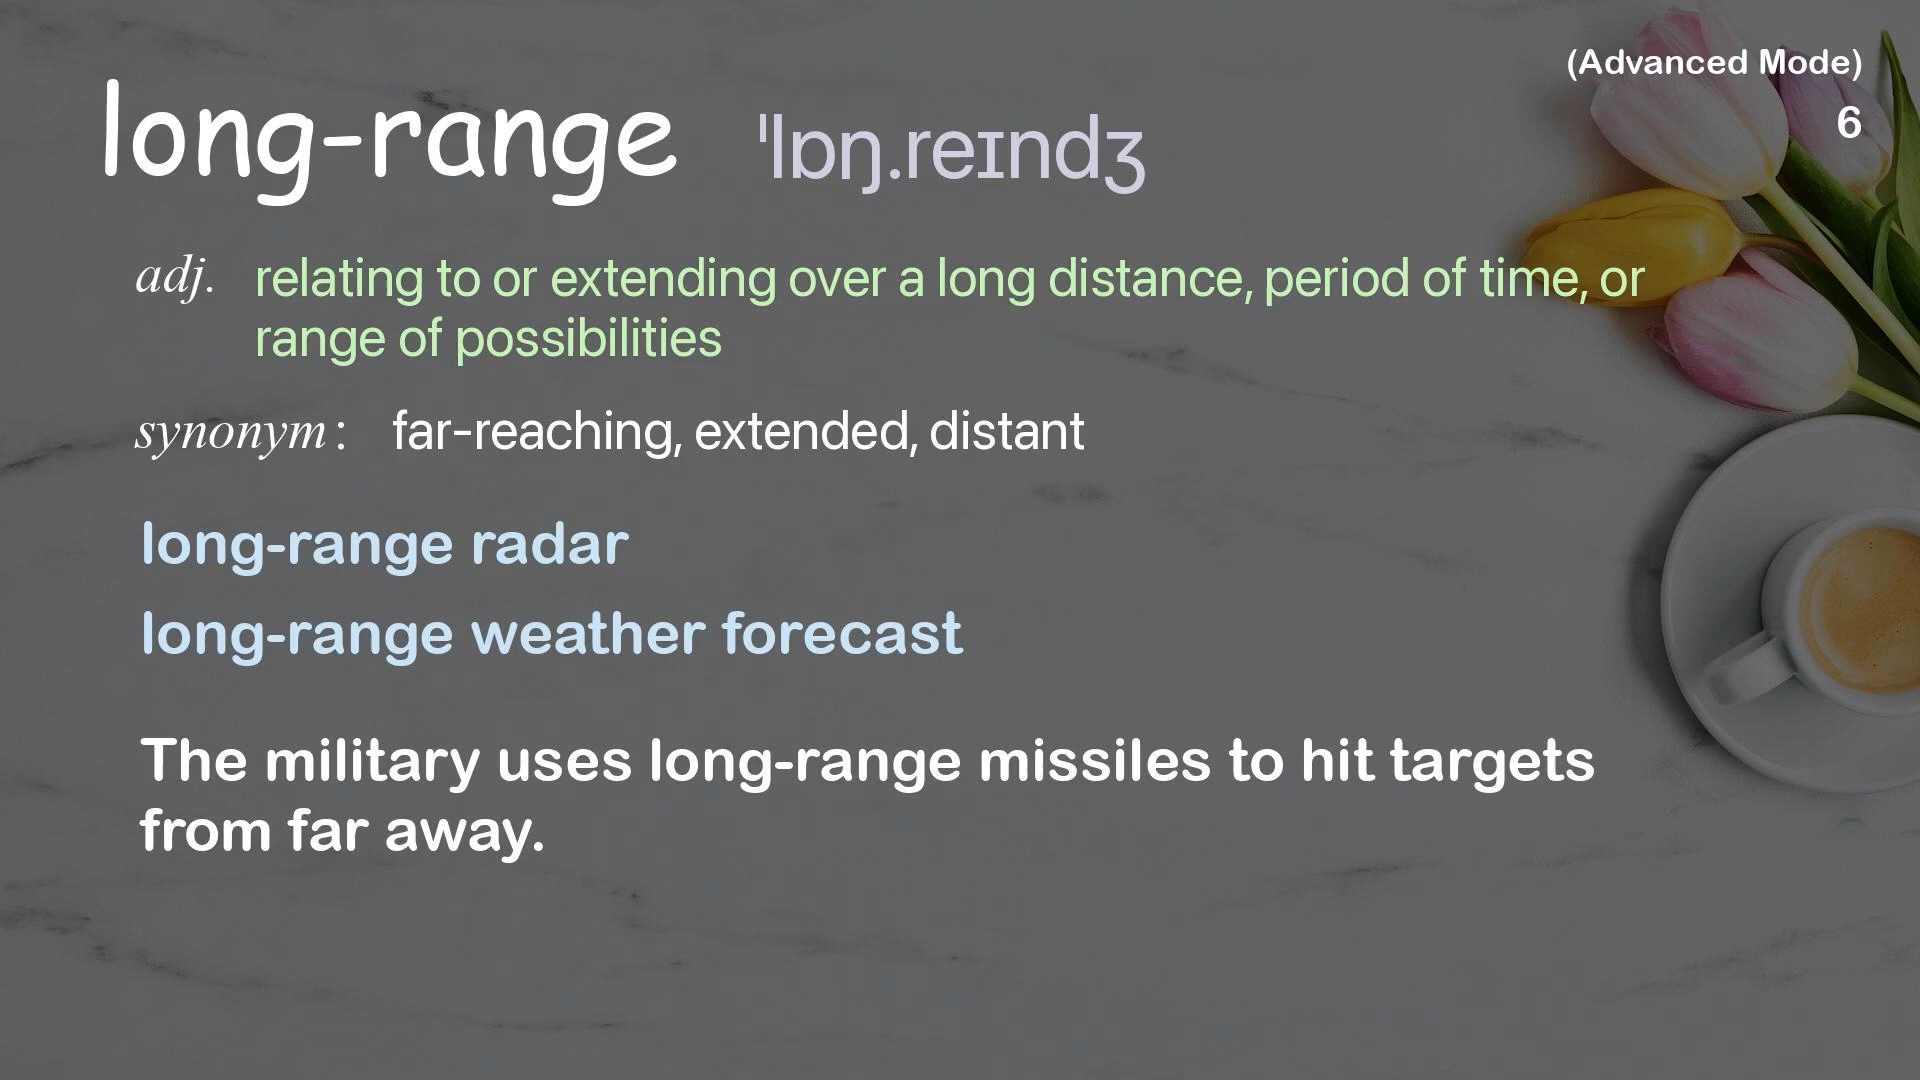 (Advanced Mode)
6
long-range ˈlɒŋ.reɪndʒ
adj. relating to or extending over a long distance, period of time, or
range of possibilities
synonym: far-reaching, extended, distant
long-range radar
long-range weather forecast
The military uses long-range missiles to hit targets
from far away.